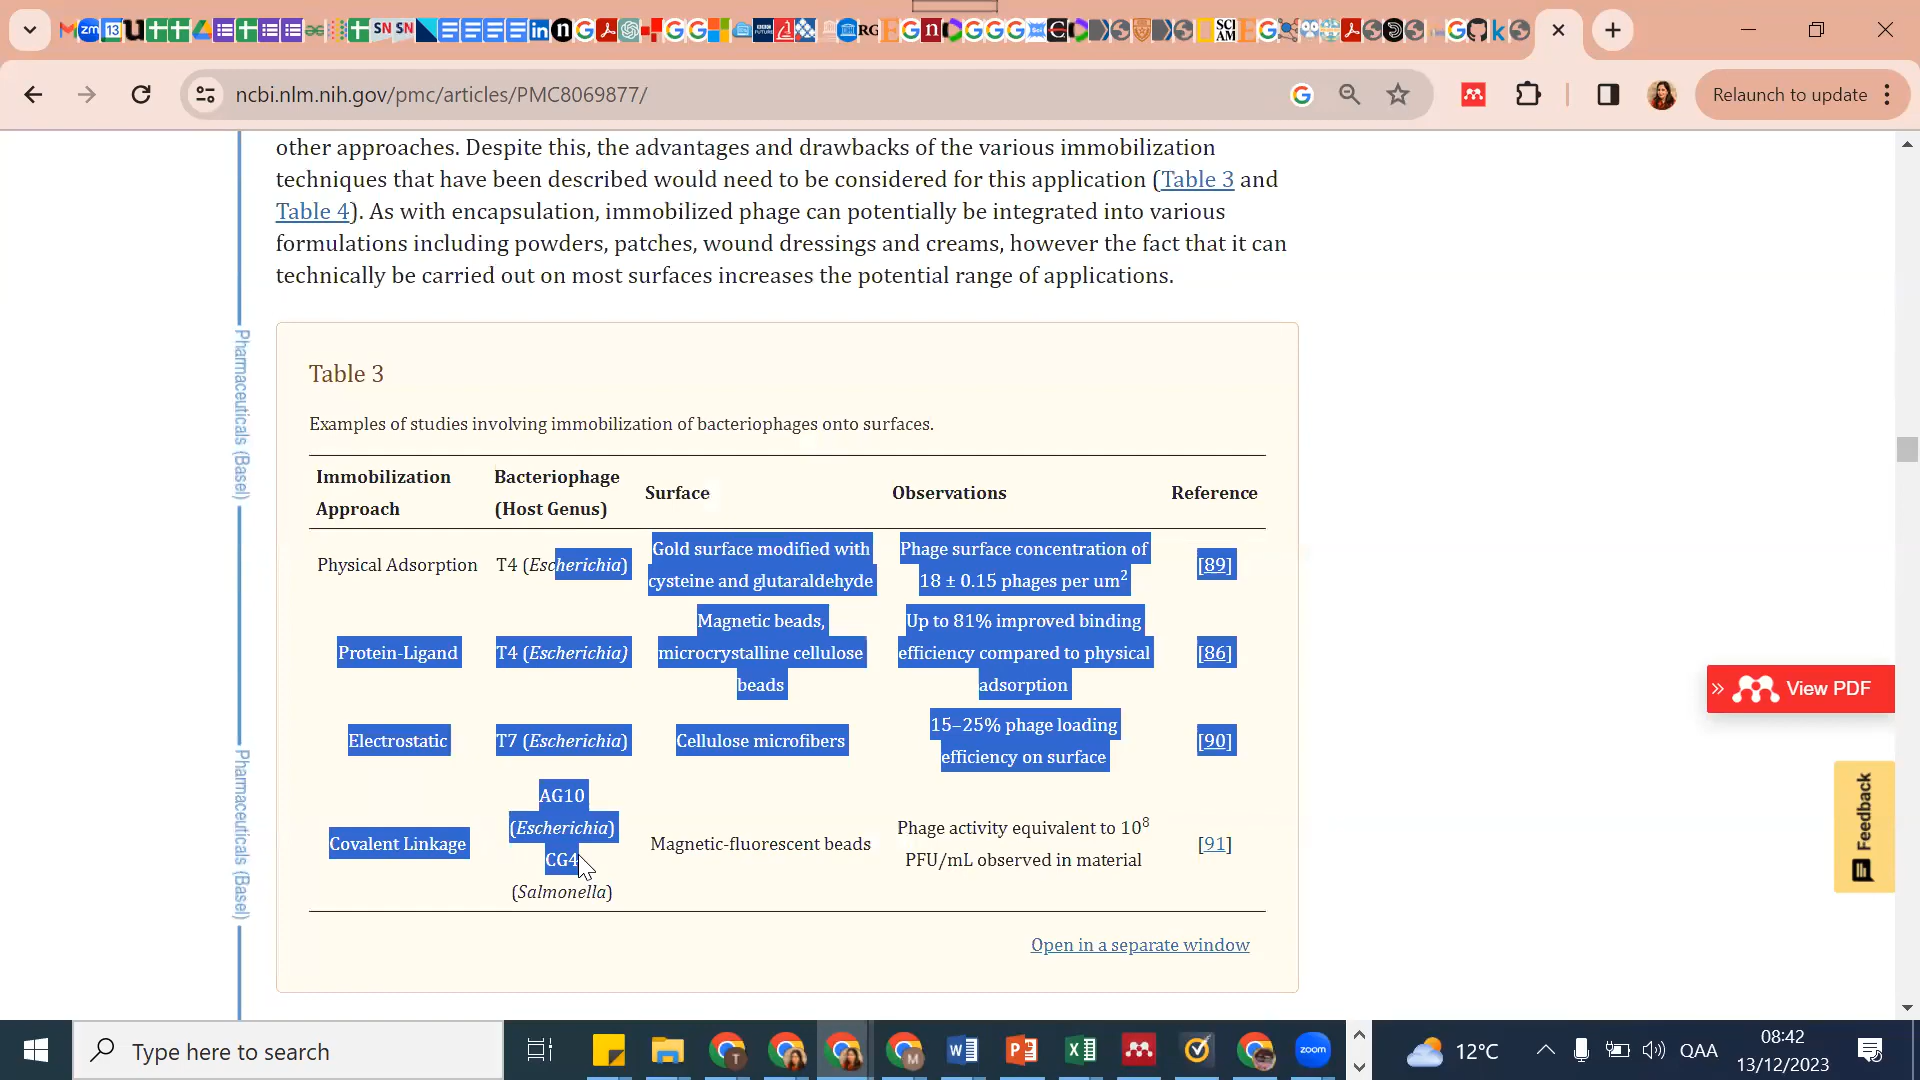 ncbi.nlm.nih.gov/pmc/articles/PMC8069877/
Relaunch to update
other approaches. Despite this, the advantages and drawbacks of the various immobilization
techniques that have been described would need to be considered for this application (Table 3 and
Table 4). As with encapsulation, immobilized phage can potentially be integrated into various
formulations including powders, patches, wound dressings and creams, however the fact that it can
technically be carried out on most surfaces increases the potential range of applications.
Pharmaceuticals (Basel)
Pharmaceuticals (Basel)
Table 3
Examples of studies involving immobilization of bacteriophages onto surfaces.
Immobilization
Approach
Bacteriophage
(Host Genus)
Surface
Observations
Reference
Physical Adsorption
T4 (Escherichia)
Gold surface modified with
cysteine and glutaraldehyde
Phage surface concentration of
18 ± 0.15 phages per um²
[89]
Protein-Ligand
T4 (Escherichia)
Magnetic beads,
microcrystalline cellulose
beads
Up to 81% improved binding
efficiency compared to physical
adsorption
[86]
Electrostatic
T7 (Escherichia)
Cellulose microfibers
15–25% phage loading
efficiency on surface
[90]
Covalent Linkage
AG10
(Escherichia)
CG4
(Salmonella)
Magnetic-fluorescent beads
Phage activity equivalent to 10⁸
PFU/mL observed in material
[91]
Open in a separate window
» View PDF
Feedback
Type here to search
zoom
12°C
QAA
08:42
13/12/2023